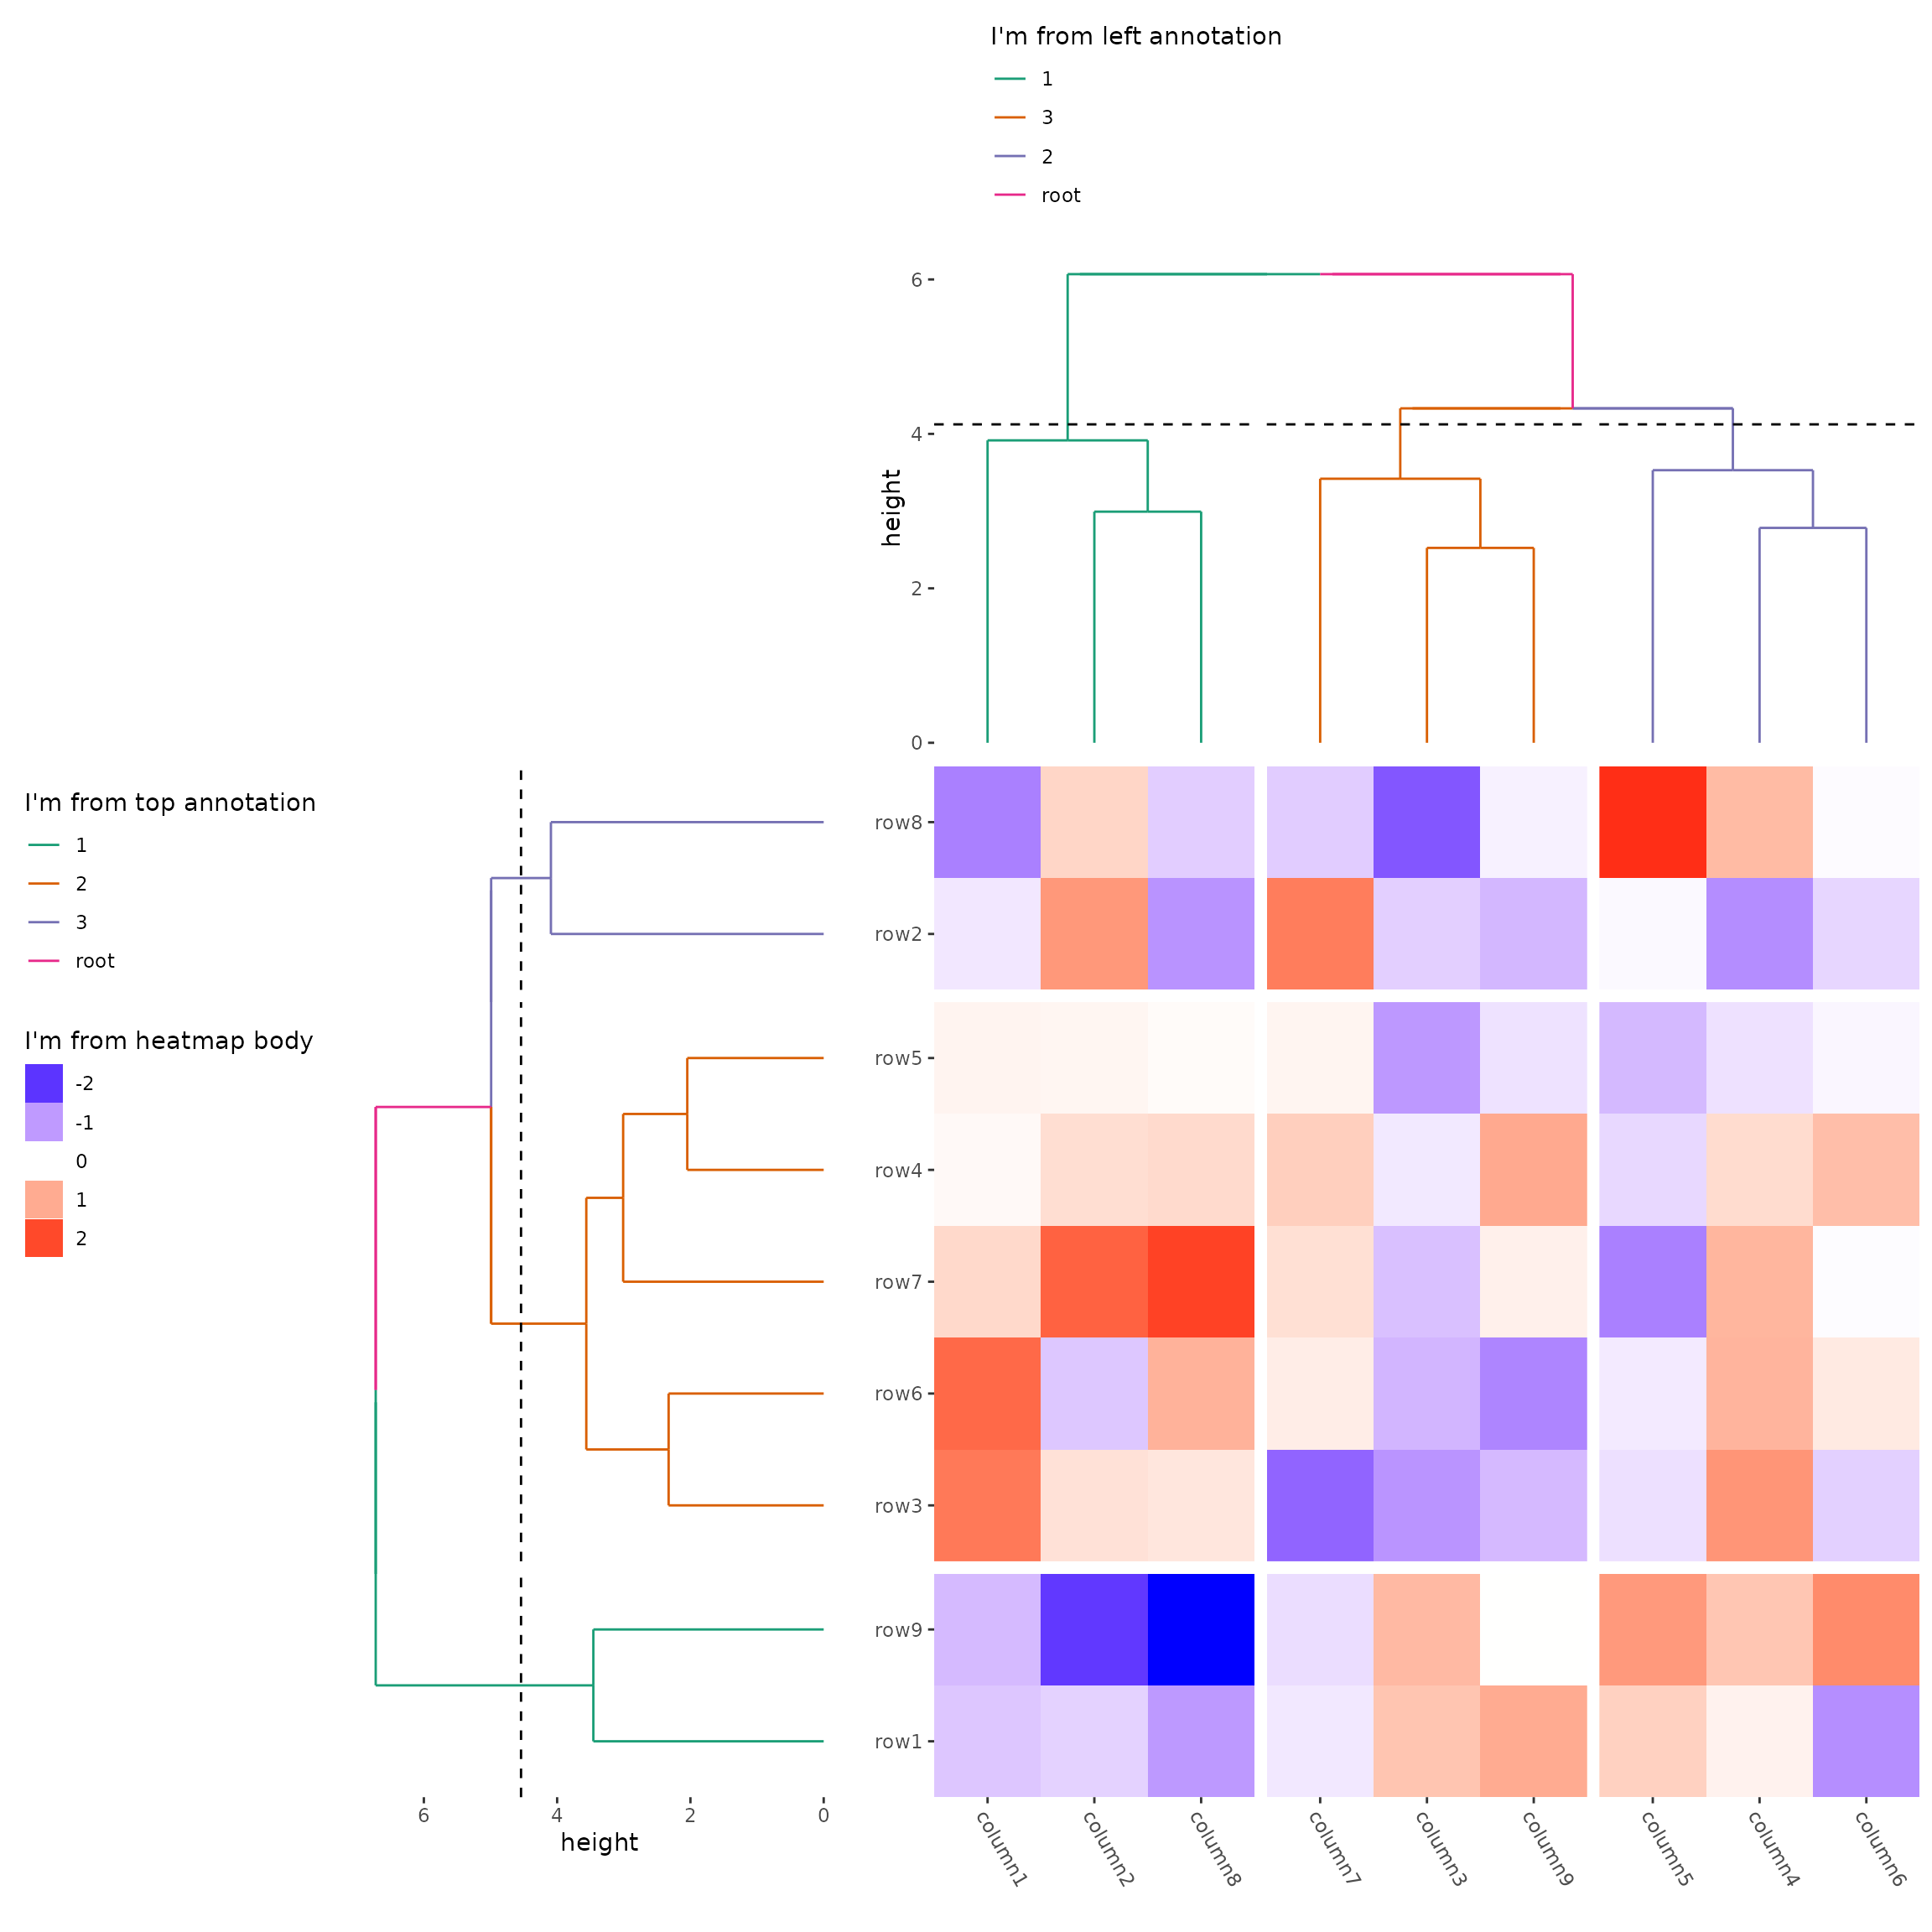 I'm from left annotation
1
3
2
root
6
4
2
0
height
I'm from top annotation
1
2
3
root
I'm from heatmap body
-2
-1
0
1
2
row8
row2
row5
row4
row7
row6
row3
row9
row1
6 4 2 0
height
column1 column2 column8 column7 column3 column9 column5 column4 column6